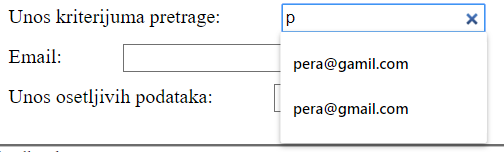 Unos kriterijuma pretrage: p
Email:
pera@gamil.com
Unos osetljivih podataka:
pera@gmail.com